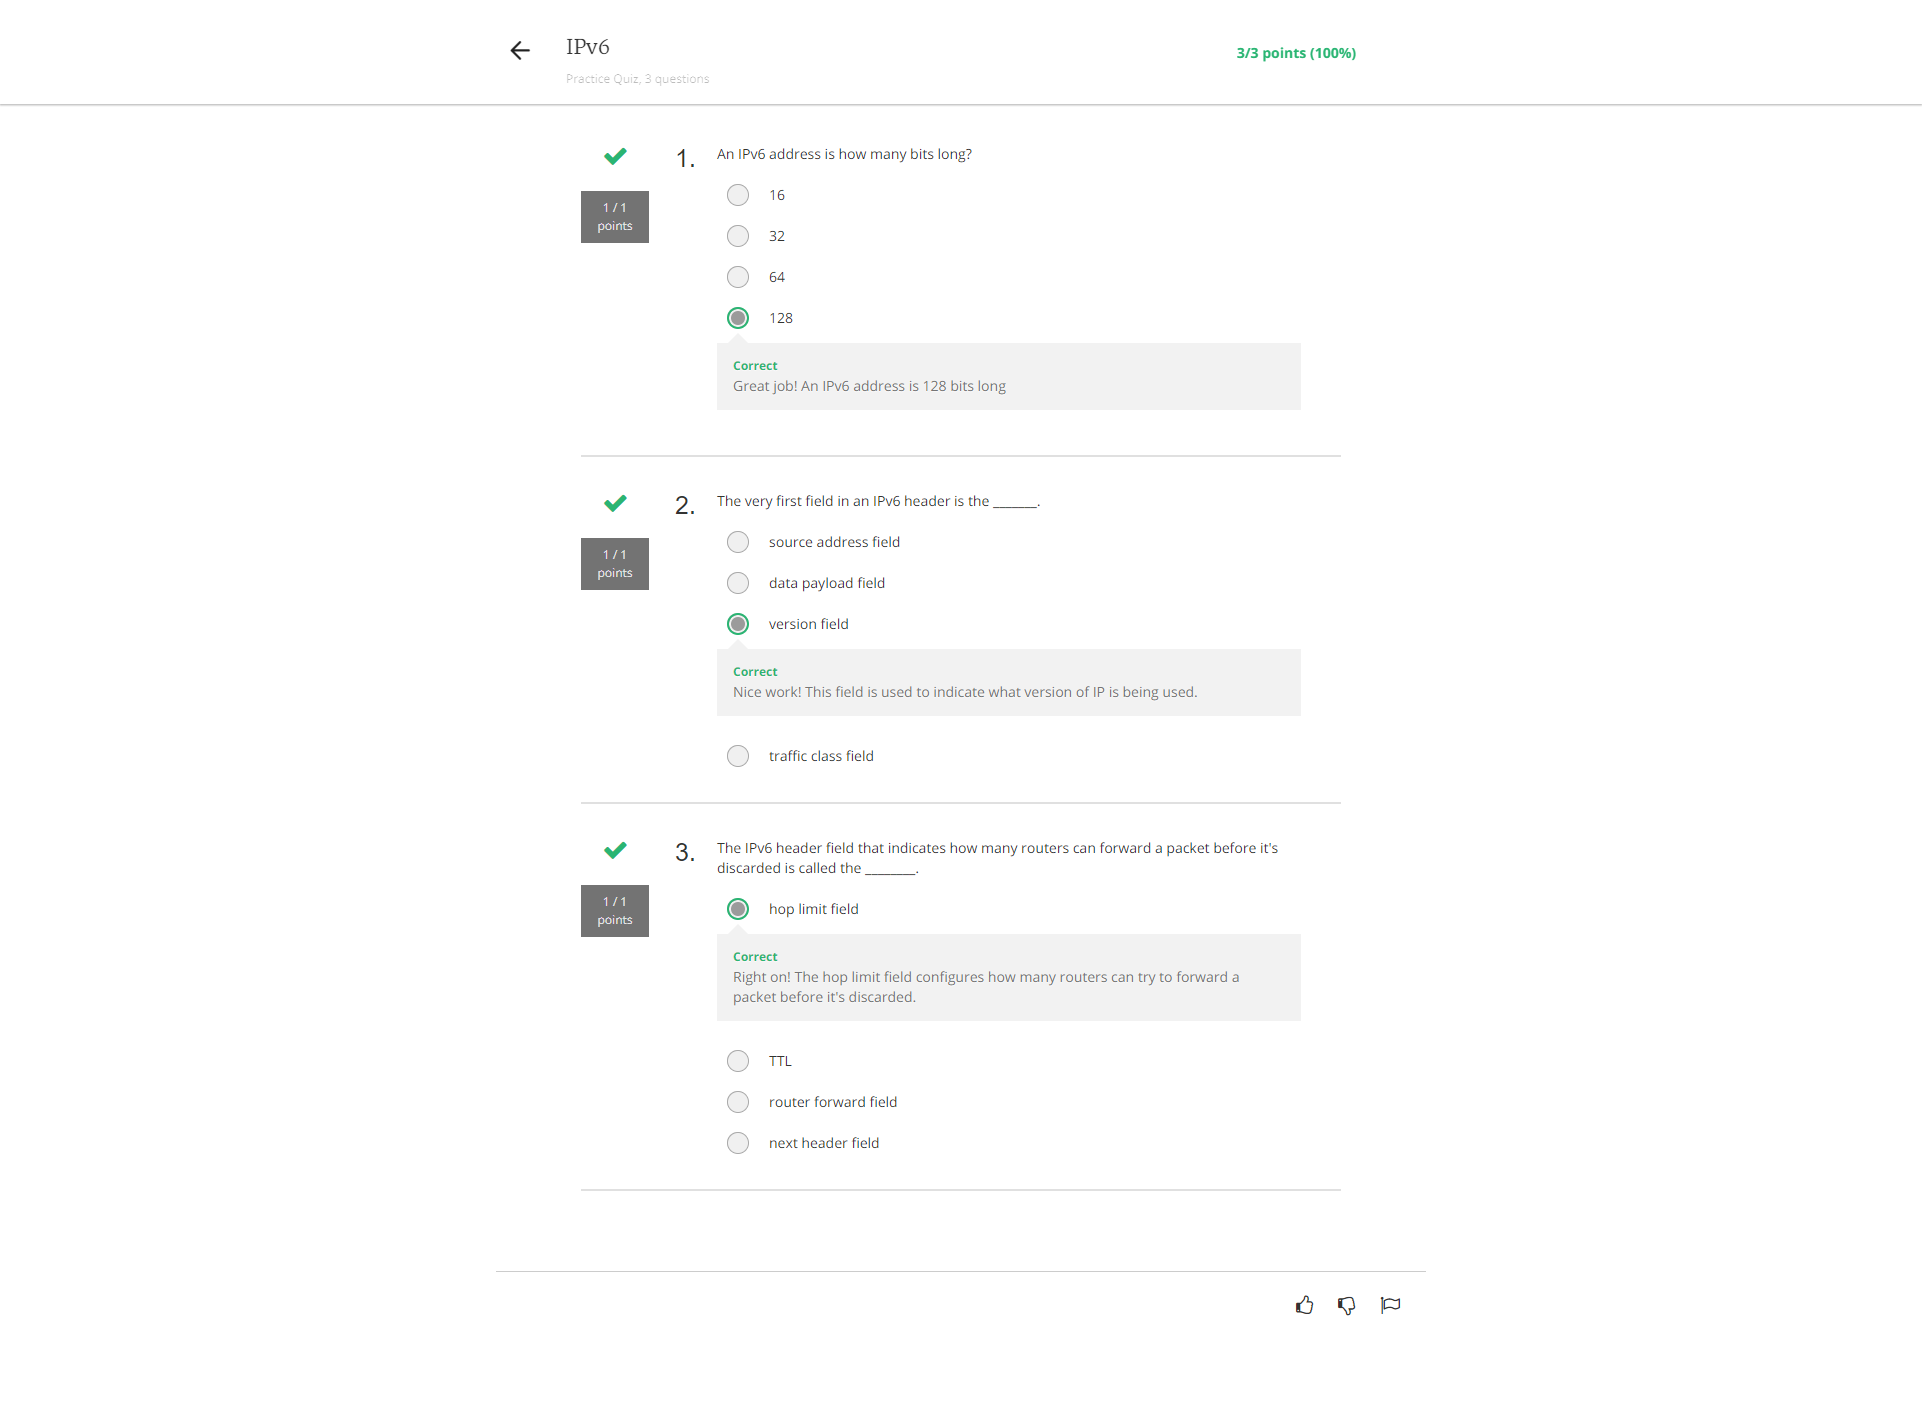 IPv6
3/3 points (100%)
Practice Quiz, 3 questions
1 / 1
points
1.
An IPv6 address is how many bits long?
16
32
64
128
Correct
Great job! An IPv6 address is 128 bits long
1 / 1
points
2.
The very first field in an IPv6 header is the _______.
source address field
data payload field
version field
Correct
Nice work! This field is used to indicate what version of IP is being used.
traffic class field
1 / 1
points
3.
The IPv6 header field that indicates how many routers can forward a packet before it's
discarded is called the ________.
hop limit field
Correct
Right on! The hop limit field configures how many routers can try to forward a
packet before it's discarded.
TTL
router forward field
next header field